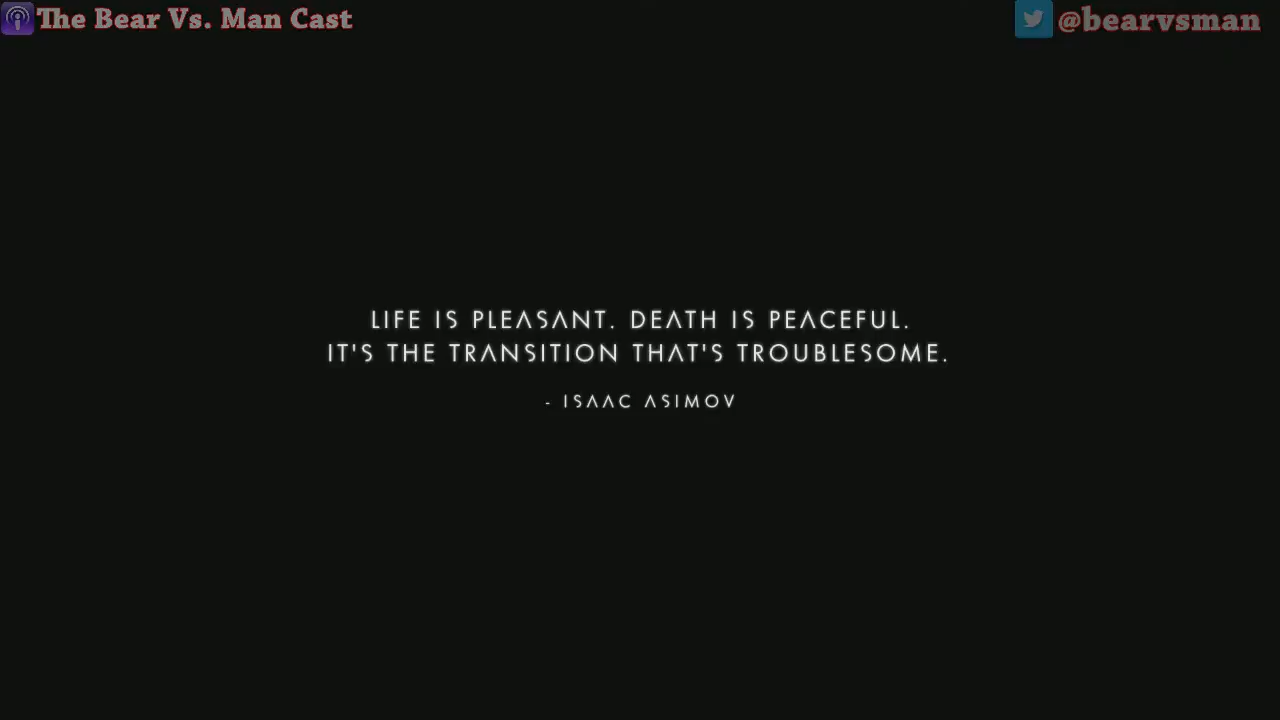 The Bear Vs. Man Cast
@bearvsman
LIFE IS PLEASANT. DEATH IS PEACEFUL.
IT'S THE TRANSITION THAT'S TROUBLESOME.
- ISAAC ASIMOV